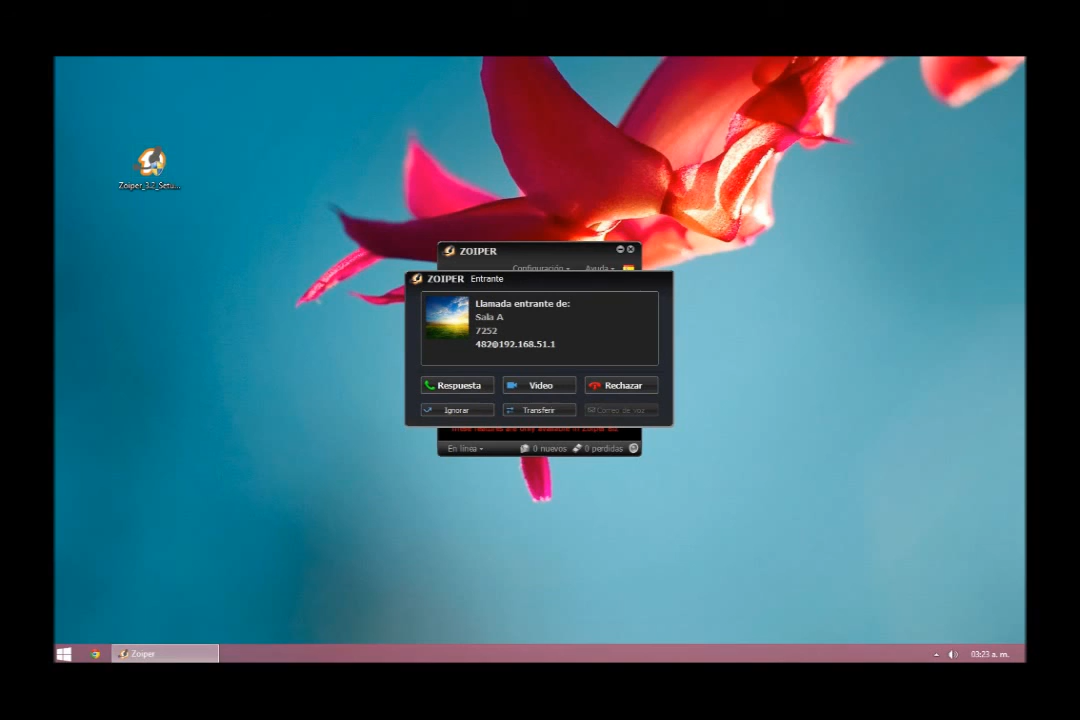 Zoiper_3.2_Setu...
ZOIPER
Configuración Ayuda
ZOIPER Entrante
Llamada entrante de:
Sala A
7252
482@192.168.51.1
Respuesta Video Rechazar
Ignorar Transferir Correo de voz
En línea 0 nuevos 0 perdidas
Zoiper
03:23 a. m.